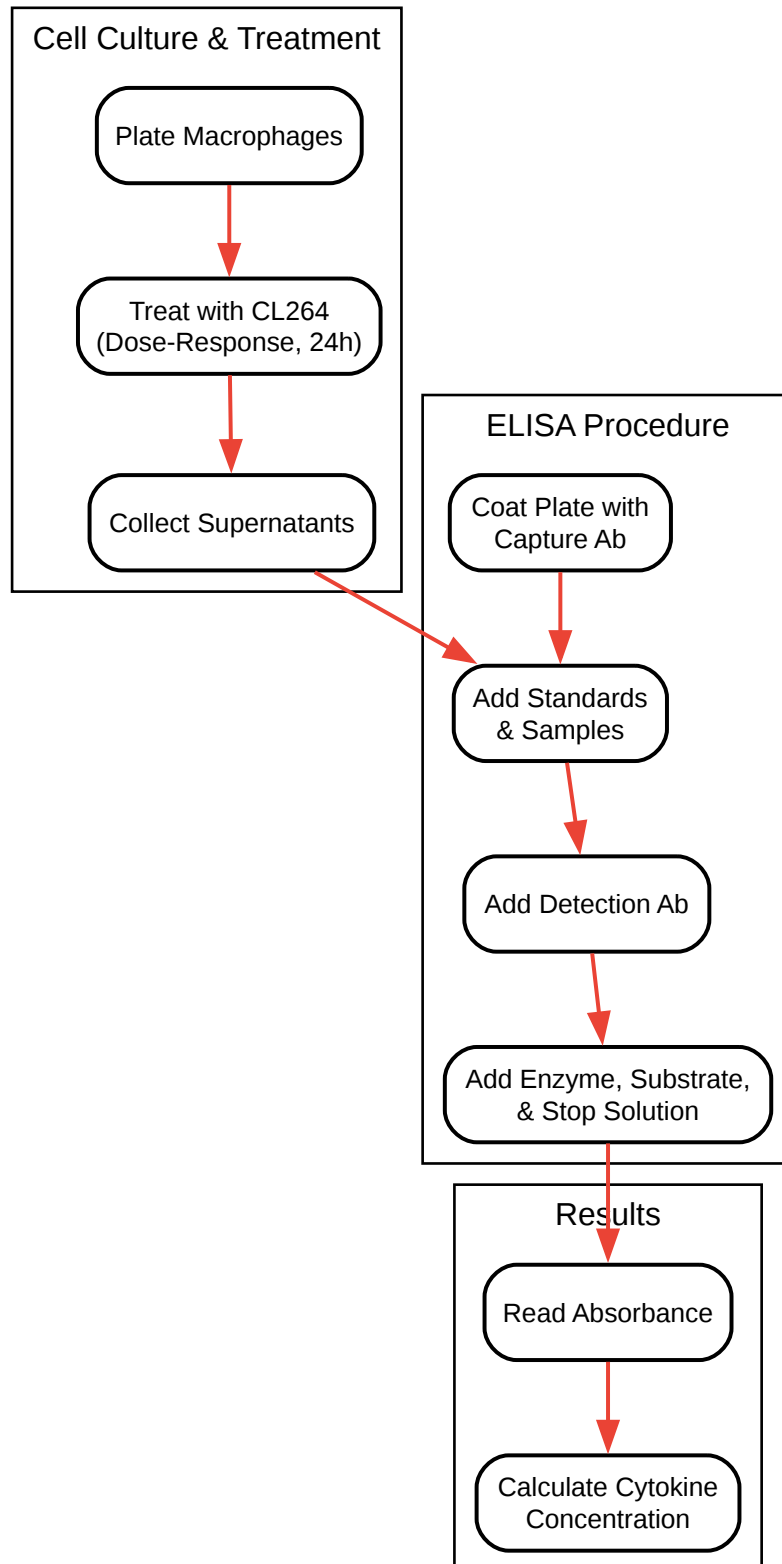 Cell Culture & Treatment
Plate Macrophages
Treat with CL264
(Dose-Response, 24h)
Collect Supernatants
ELISA Procedure
Coat Plate with
Capture Ab
Add Standards
& Samples
Add Detection Ab
Add Enzyme, Substrate,
& Stop Solution
Results
Read Absorbance
Calculate Cytokine
Concentration